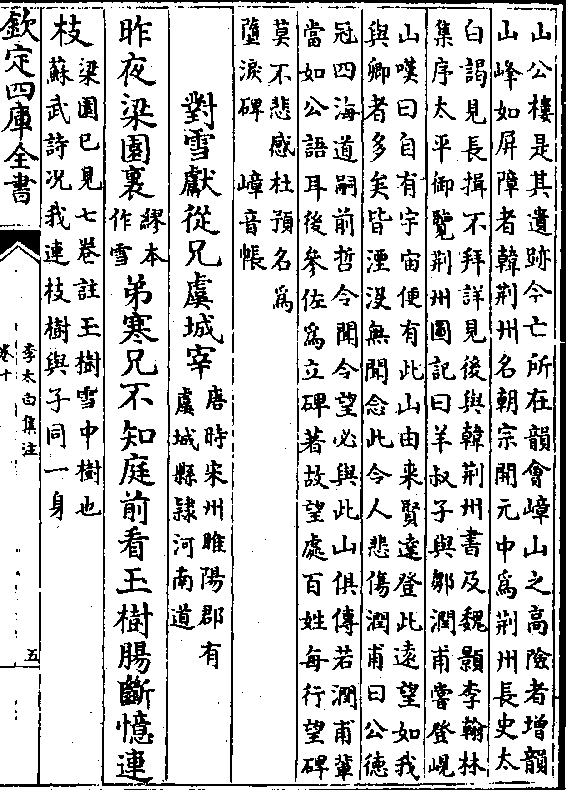 山公樓是其遺跡今亡所在韻會嶂山之高險者增韻
山峰如屏障者韓荆州名朝宗開元中爲荆州長史太
白謁見長揖不拜詳見後與韓荆州書及魏顥李翰林
集序太平御覽荆州圖記曰羊叔子與鄒潤甫嘗登峴
山嘆曰自有宇宙便有此山由来賢達登此遠望如我
與卿者多矣皆湮没無聞念此令人悲傷潤甫曰公德
冠四海道嗣前哲令聞令望必與此山俱傳若潤甫輩
當如公語耳後參佐爲立碑著故望處百姓每行望碑
莫不悲感杜預名爲
墮淚碑 嶂音帳
對雪獻從兄虞城宰 唐時宋州睢陽郡有
虞城縣隷河南道
昨夜梁園裏 繆本
作雪 弟寒兄不知庭前看玉樹腸斷憶連
枝 梁園已見七卷註玉樹雪中樹也
蘇武詩况我連枝樹與子同一身
欽定四庫全書
李太白集注
卷十
五